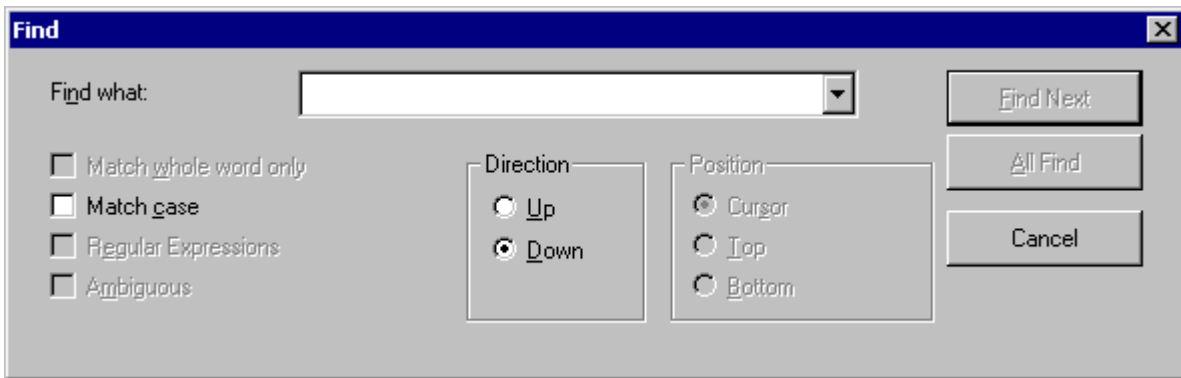 Find
Find what:
Find Next
Match whole word only
Match case
Regular Expressions
Ambiguous
Direction
Up
Down
Position
Cursor
Top
Bottom
All Find
Cancel